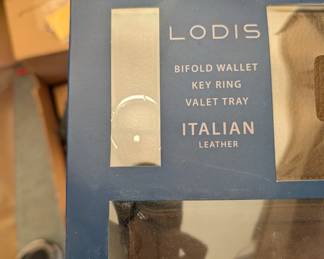 LODIS
BIFOLD WALLET
KEY RING
VALET TRAY
ITALIAN
LEATHER